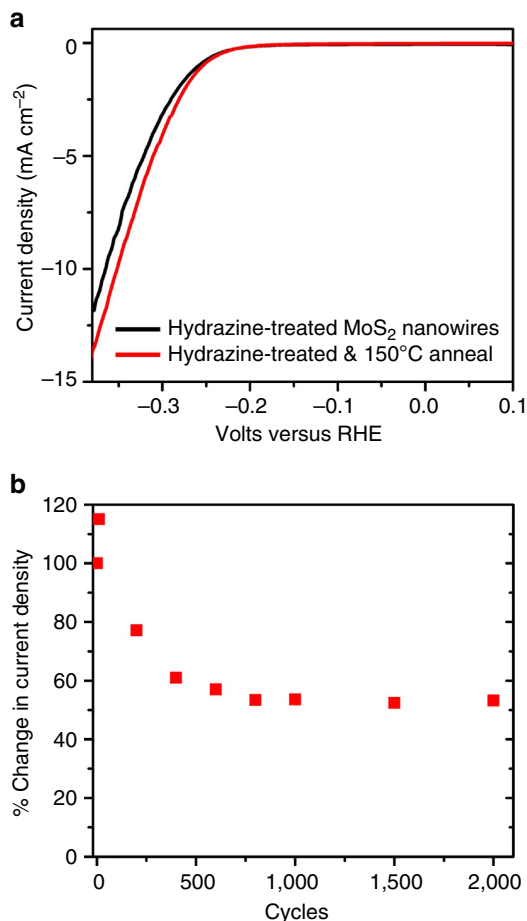 a
0
−5
−10
−15
Current density (mA cm⁻²)
Hydrazine-treated MoS₂ nanowires
Hydrazine-treated & 150°C anneal
−0.3 −0.2 −0.1 0.0 0.1
Volts versus RHE
b
120
100
80
60
40
20
0
% Change in current density
0 500 1,000 1,500 2,000
Cycles